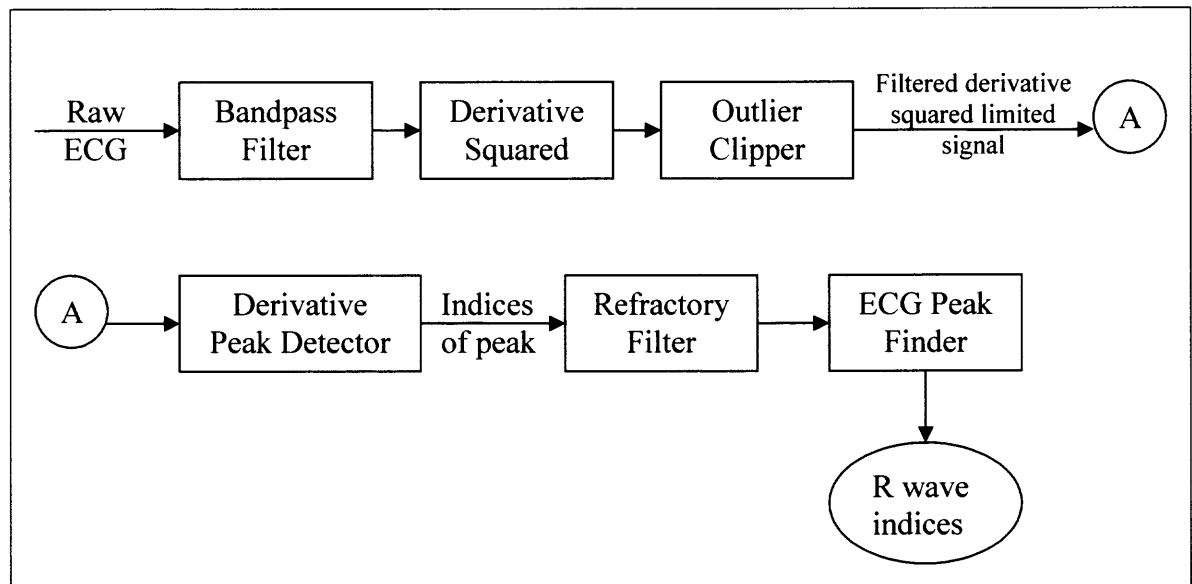 Raw
ECG
Bandpass
Filter
Derivative
Squared
Outlier
Clipper
Filtered derivative
squared limited
signal
A
A
Derivative
Peak Detector
Indices
of peak
Refractory
Filter
ECG Peak
Finder
R wave
indices